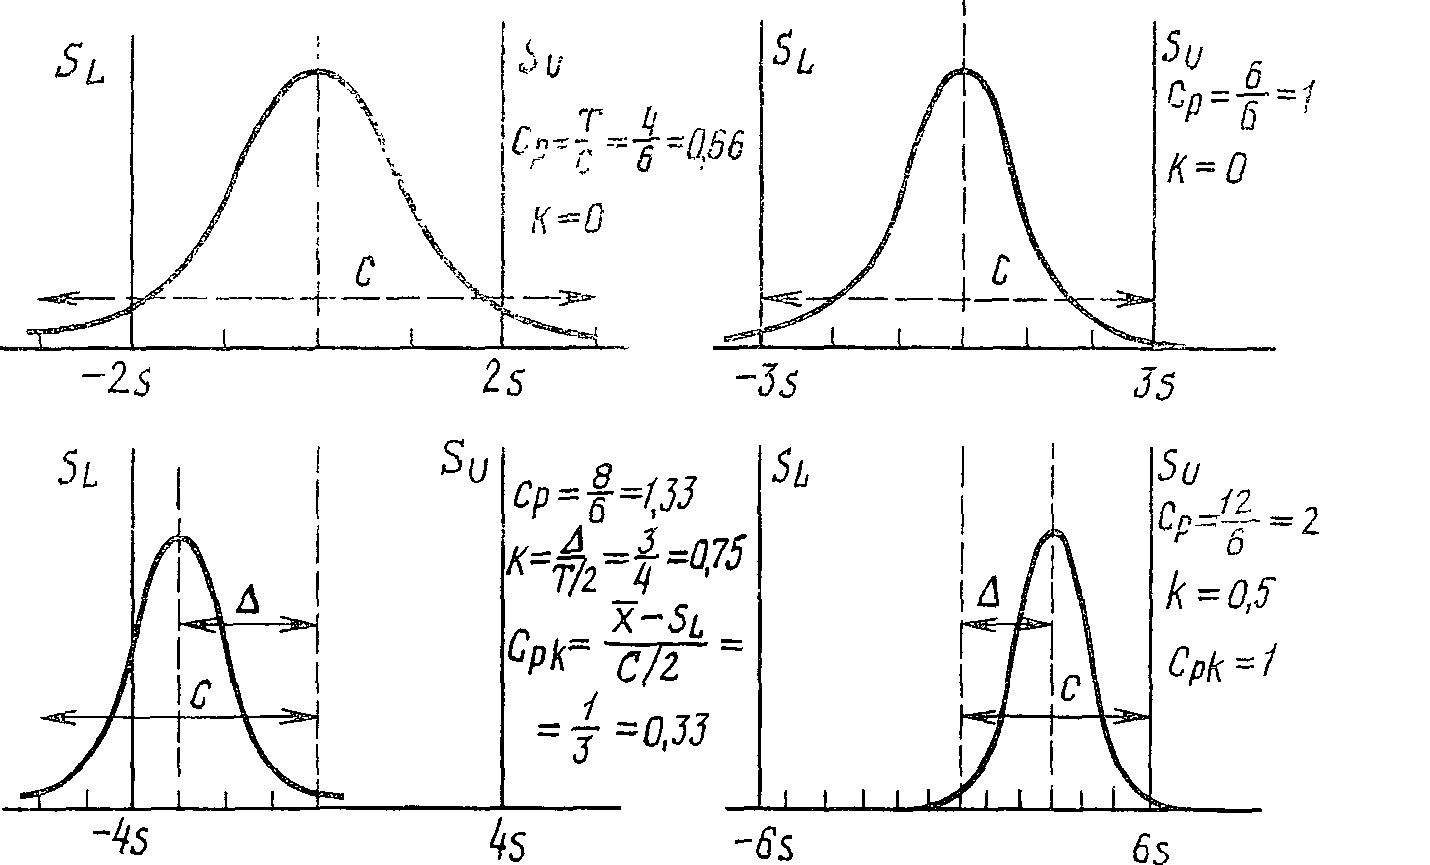 S_L
S_U
C_p = T/C = 4/6 = 0,66
K = 0
C
-2s
2s
S_L
S_U
C_p = 6/6 = 1
K = 0
C
-3s
3s
S_L
S_U
C_p = 8/6 = 1,33
K = Δ/(T/2) = 3/4 = 0,75
C_pk = (X̄ - S_L)/(C/2) =
= 1/3 = 0,33
Δ
C
-4s
4s
S_L
S_U
C_p = 12/6 = 2
k = 0,5
C_pk = 1
Δ
C
-6s
6s